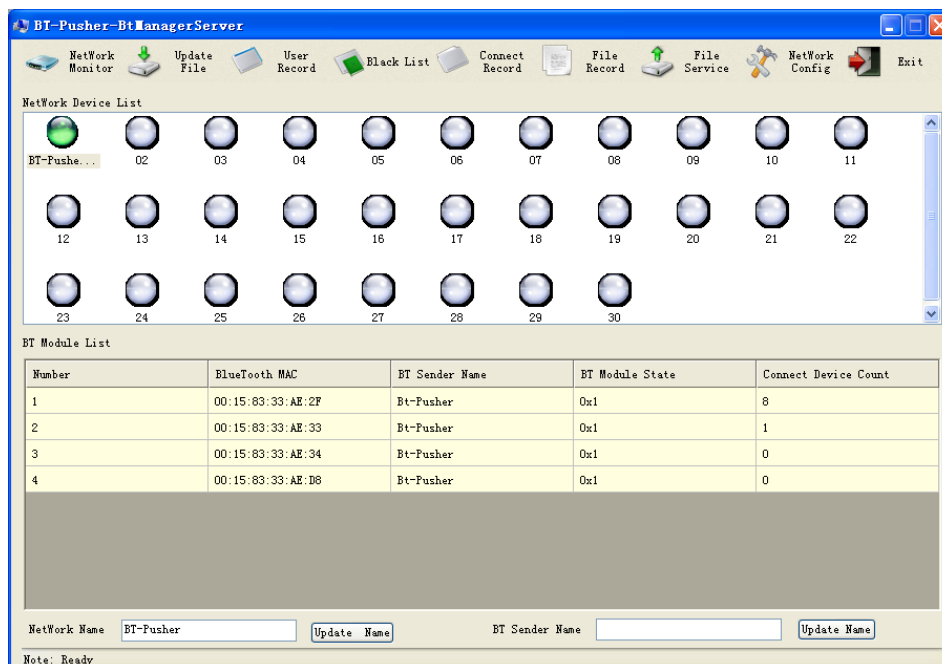 BT-Pusher-BtManagerServer
NetWork Monitor
Update File
User Record
Black List
Connect Record
File Record
File Service
NetWork Config
Exit
NetWork Device List
BT-Pushe... 02 03 04 05 06 07 08 09 10 11
12 13 14 15 16 17 18 19 20 21 22
23 24 25 26 27 28 29 30
BT Module List
Number BlueTooth MAC BT Sender Name BT Module State Connect Device Count
1 00:15:83:33:AE:2F Bt-Pusher 0x1 8
2 00:15:83:33:AE:33 Bt-Pusher 0x1 1
3 00:15:83:33:AE:34 Bt-Pusher 0x1 0
4 00:15:83:33:AE:D8 Bt-Pusher 0x1 0
NetWork Name BT-Pusher Update Name BT Sender Name Update Name
Note: Ready